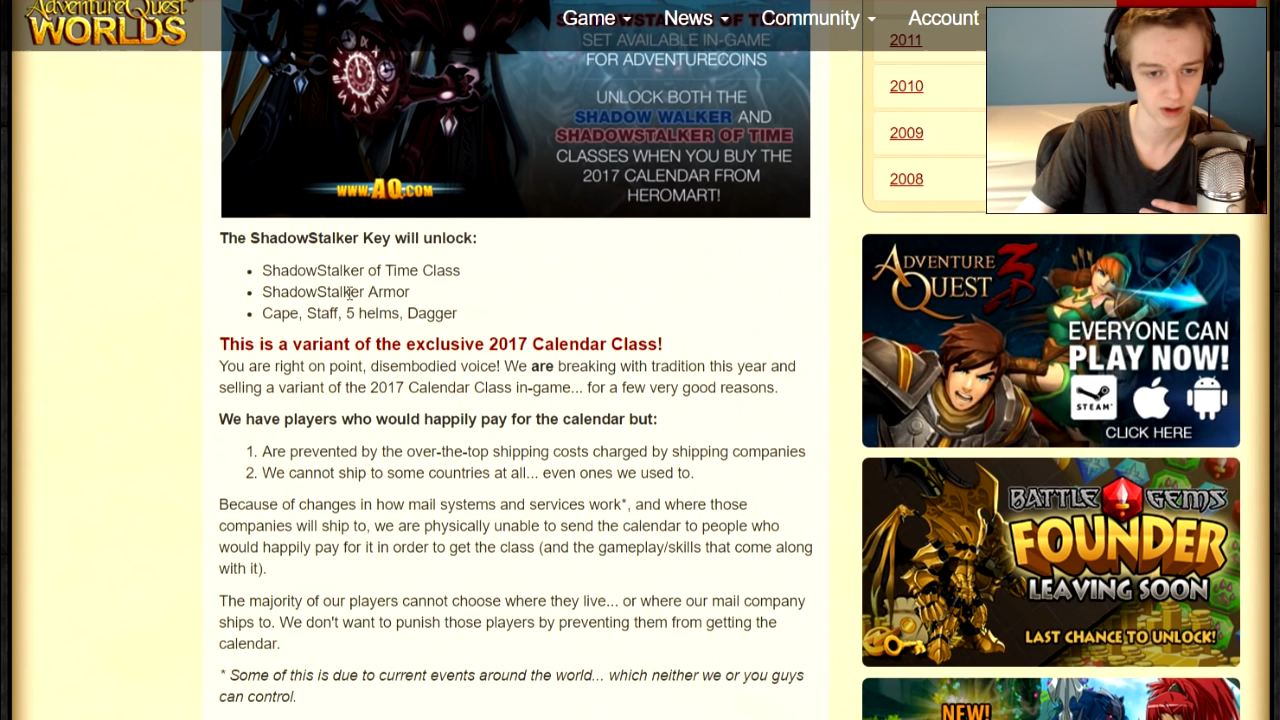 AdventureQuest
WORLDS
Game News Community Account
SHADOWSTALKER OF TIME
SET AVAILABLE IN-GAME
FOR ADVENTURECOINS
UNLOCK BOTH THE
SHADOW WALKER AND
SHADOWSTALKER OF TIME
CLASSES WHEN YOU BUY THE
2017 CALENDAR FROM
HEROMART!
WWW.AQ.COM
The ShadowStalker Key will unlock:
• ShadowStalker of Time Class
• ShadowStalker Armor
• Cape, Staff, 5 helms, Dagger
This is a variant of the exclusive 2017 Calendar Class!
You are right on point, disembodied voice! We are breaking with tradition this year and
selling a variant of the 2017 Calendar Class in-game... for a few very good reasons.
We have players who would happily pay for the calendar but:
1. Are prevented by the over-the-top shipping costs charged by shipping companies
2. We cannot ship to some countries at all... even ones we used to.
Because of changes in how mail systems and services work*, and where those
companies will ship to, we are physically unable to send the calendar to people who
would happily pay for it in order to get the class (and the gameplay/skills that come along
with it).
The majority of our players cannot choose where they live... or where our mail company
ships to. We don't want to punish those players by preventing them from getting the
calendar.
* Some of this is due to current events around the world... which neither we or you guys
can control.
2011
2010
2009
2008
ADVENTURE
QUEST 3D
EVERYONE CAN
PLAY NOW!
STEAM
CLICK HERE
BATTLE GEMS
FOUNDER
LEAVING SOON
LAST CHANCE TO UNLOCK!
NEW!